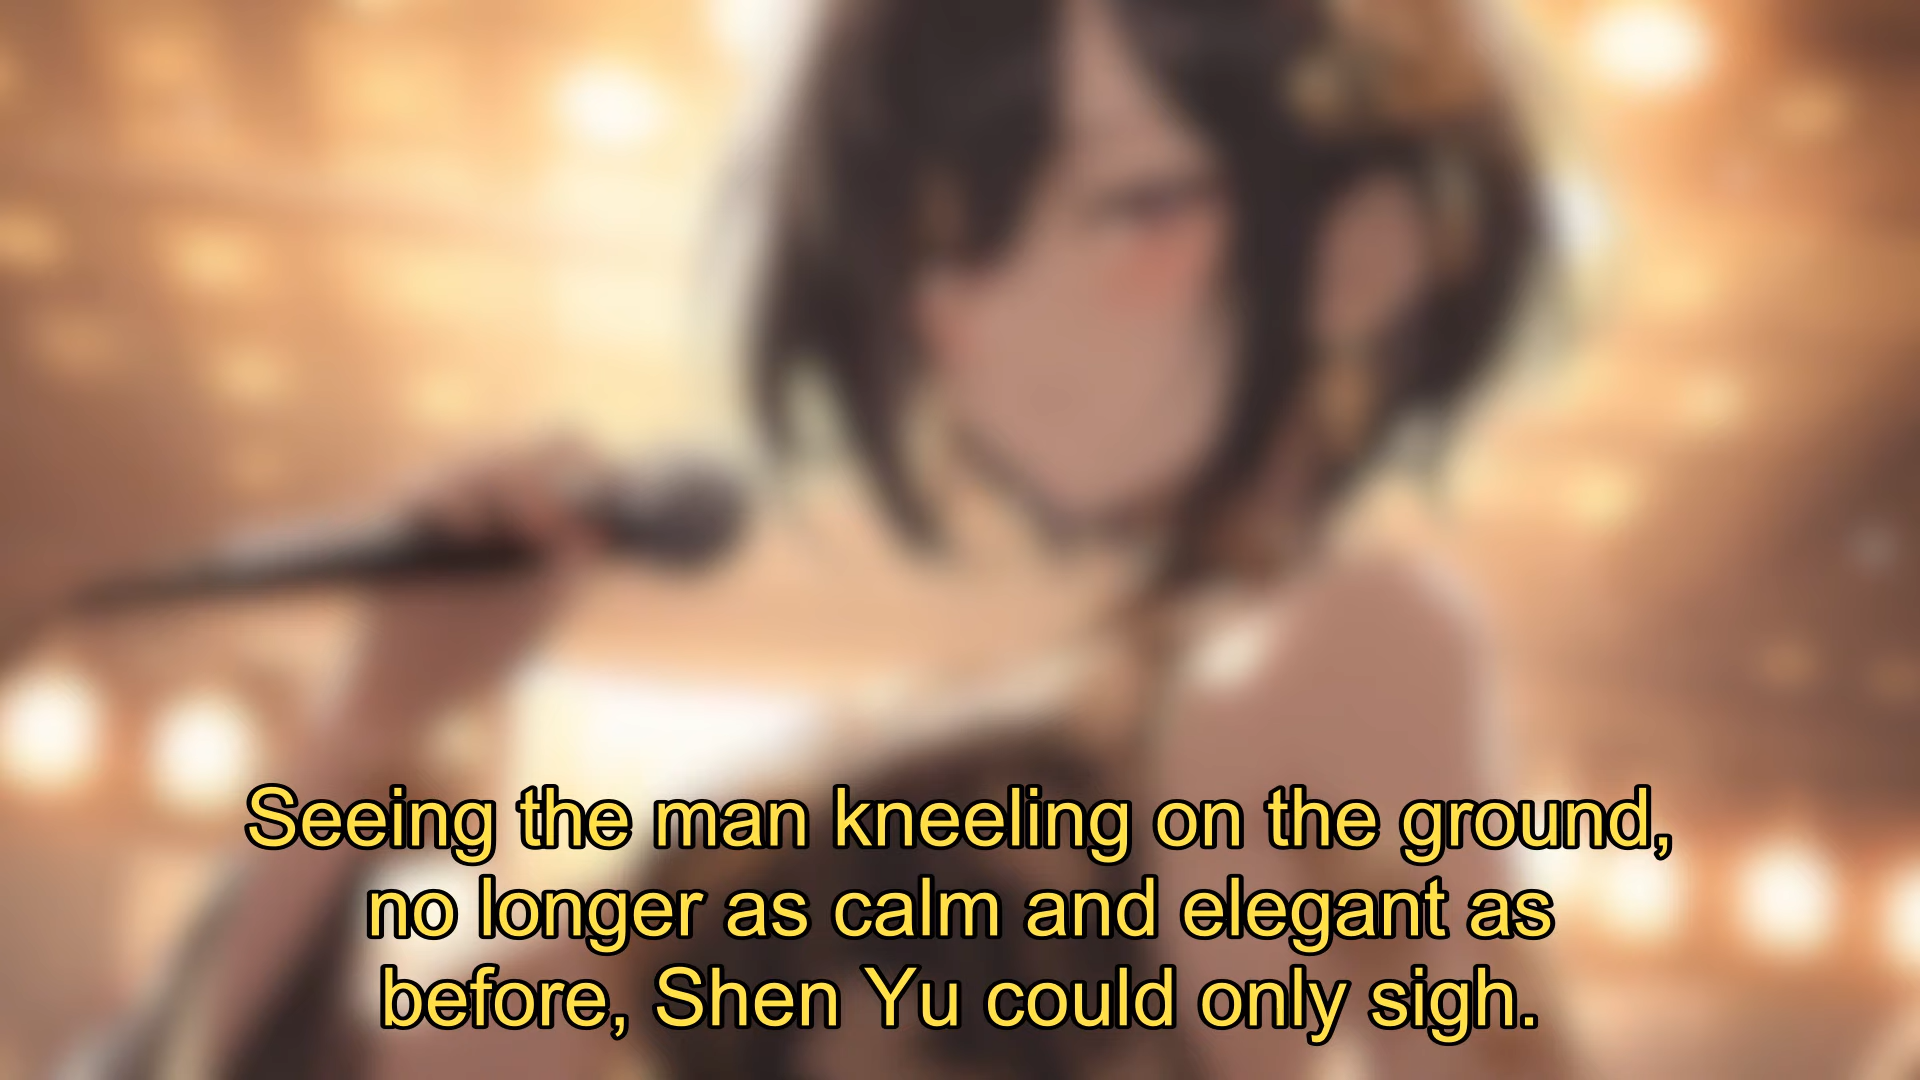 Seeing the man kneeling on the ground,
no longer as calm and elegant as
before, Shen Yu could only sigh.